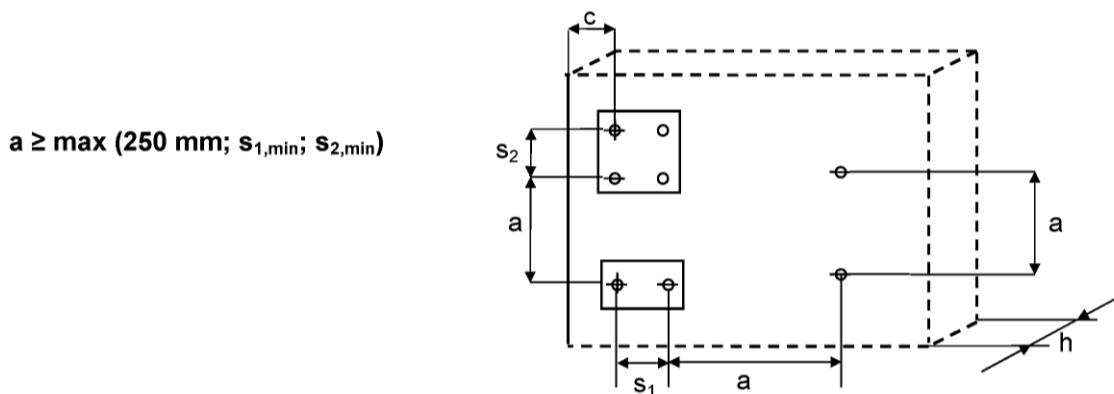 c
a ≥ max (250 mm; s1,min; s2,min)
s2
a
a
h
s1
a